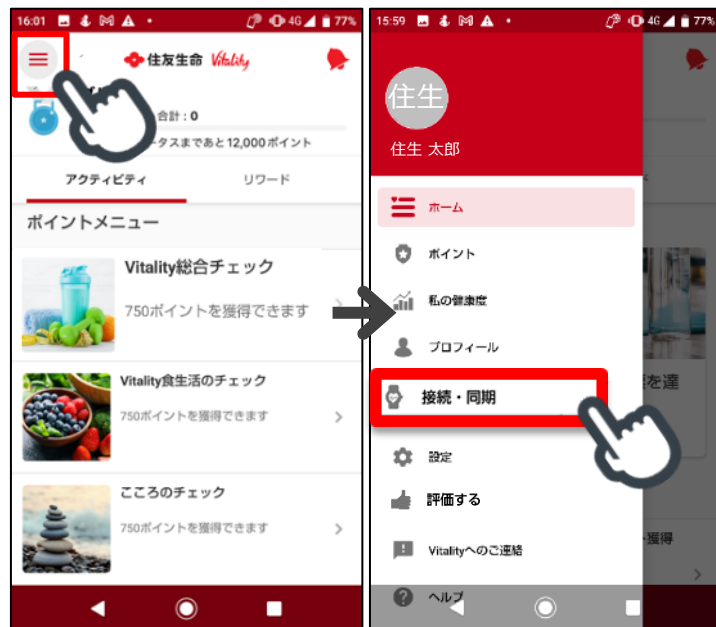 16:01
4G 77%
住友生命 Vitality
合計：0
タスまであと12,000ポイント
アクティビティ
リワード
ポイントメニュー
Vitality総合チェック
750ポイントを獲得できます
Vitality食生活のチェック
750ポイントを獲得できます
こころのチェック
750ポイントを獲得できます
15:59
4G 77%
住生
住生 太郎
ホーム
ポイント
私の健康度
プロフィール
接続・同期
設定
評価する
Vitalityへのご連絡
ヘルプ
を達
獲得